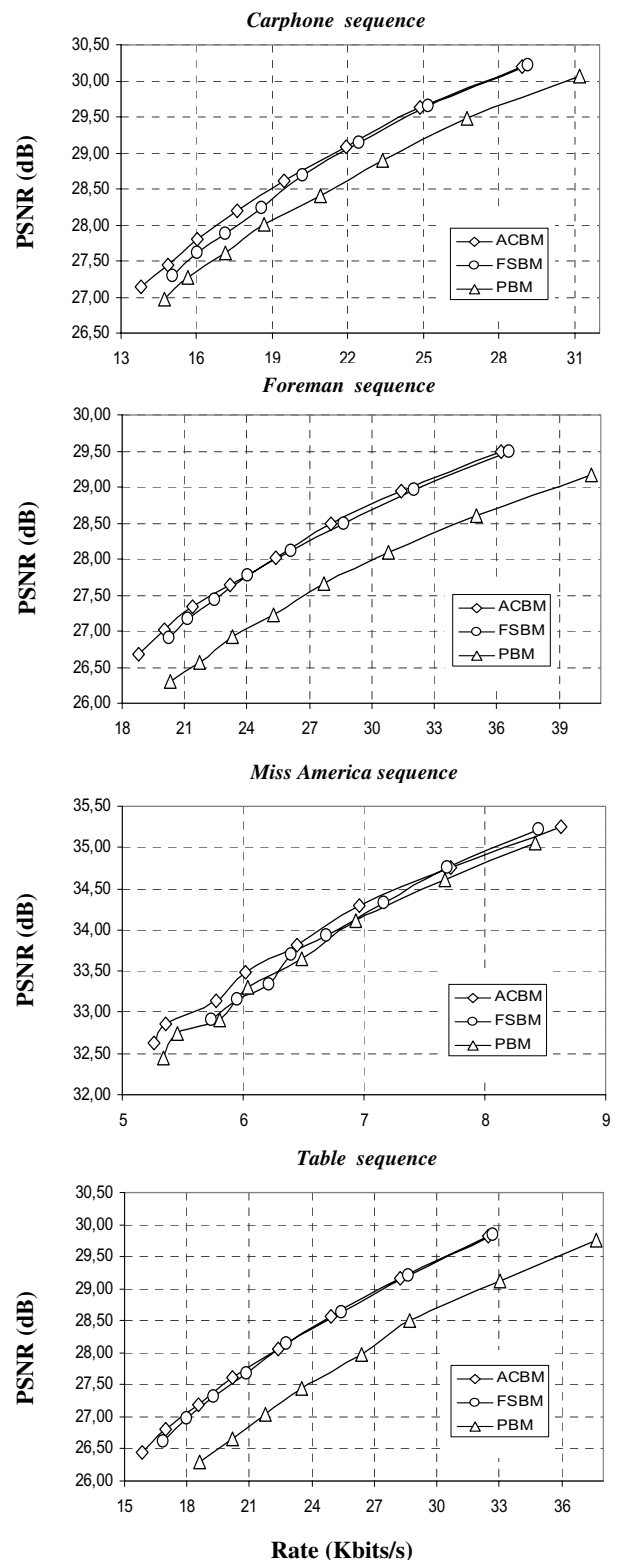 Carphone sequence
30,50
30,00
29,50
29,00
28,50
28,00
27,50
27,00
26,50
PSNR (dB)
ACBM
FSBM
PBM
13 16 19 22 25 28 31
Foreman sequence
30,00
29,50
29,00
28,50
28,00
27,50
27,00
26,50
26,00
PSNR (dB)
ACBM
FSBM
PBM
18 21 24 27 30 33 36 39
Miss America sequence
35,50
35,00
34,50
34,00
33,50
33,00
32,50
32,00
PSNR (dB)
ACBM
FSBM
PBM
5 6 7 8 9
Table sequence
30,50
30,00
29,50
29,00
28,50
28,00
27,50
27,00
26,50
26,00
PSNR (dB)
ACBM
FSBM
PBM
15 18 21 24 27 30 33 36
Rate (Kbits/s)